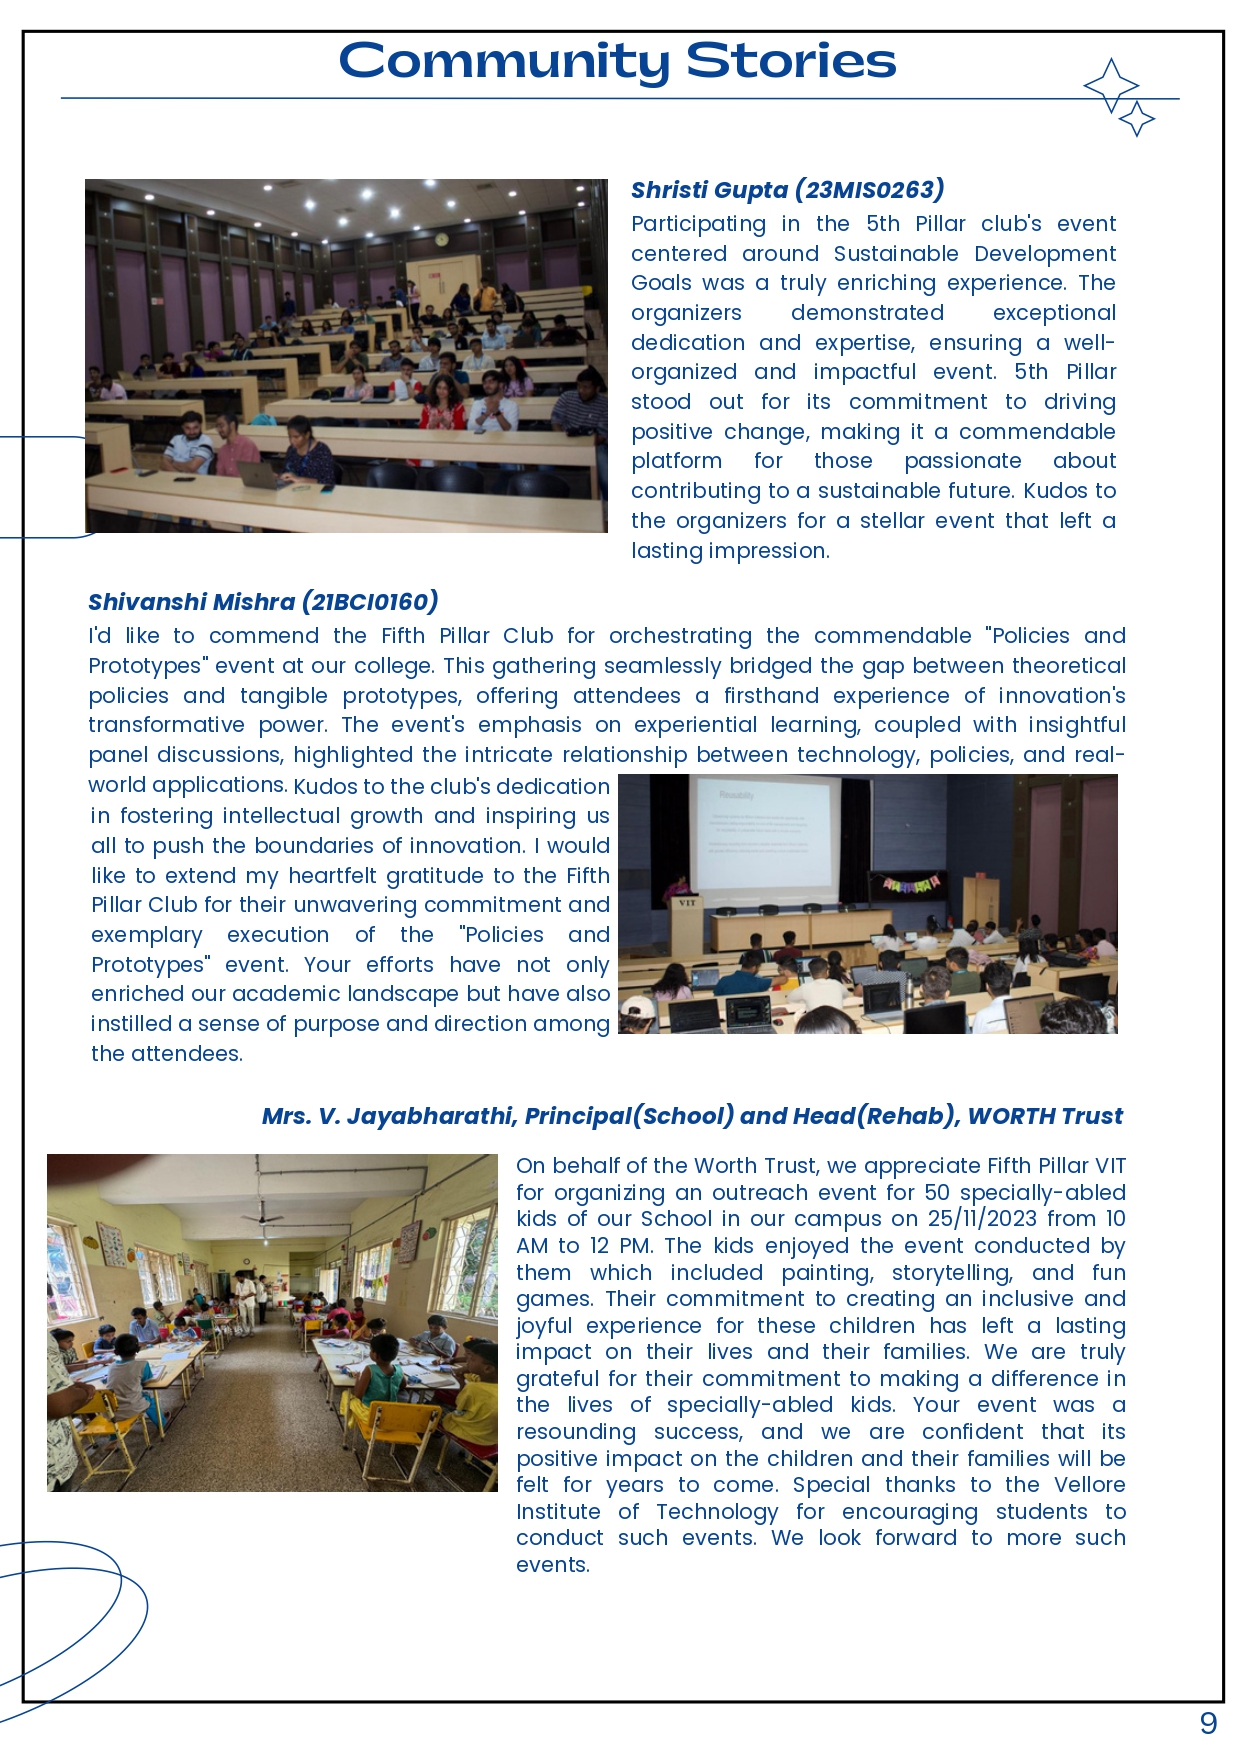 Community Stories
Shristi Gupta (23MIS0263)
Participating in the 5th Pillar club's event
centered around Sustainable Development
Goals was a truly enriching experience. The
organizers demonstrated exceptional
dedication and expertise, ensuring a well-
organized and impactful event. 5th Pillar
stood out for its commitment to driving
positive change, making it a commendable
platform for those passionate about
contributing to a sustainable future. Kudos to
the organizers for a stellar event that left a
lasting impression.
Shivanshi Mishra (21BCI0160)
I'd like to commend the Fifth Pillar Club for orchestrating the commendable "Policies and
Prototypes" event at our college. This gathering seamlessly bridged the gap between theoretical
policies and tangible prototypes, offering attendees a firsthand experience of innovation's
transformative power. The event's emphasis on experiential learning, coupled with insightful
panel discussions, highlighted the intricate relationship between technology, policies, and real-
world applications. Kudos to the club's dedication
in fostering intellectual growth and inspiring us
all to push the boundaries of innovation. I would
like to extend my heartfelt gratitude to the Fifth
Pillar Club for their unwavering commitment and
exemplary execution of the "Policies and
Prototypes" event. Your efforts have not only
enriched our academic landscape but have also
instilled a sense of purpose and direction among
the attendees.
Reusability
VIT
Mrs. V. Jayabharathi, Principal(School) and Head(Rehab), WORTH Trust
On behalf of the Worth Trust, we appreciate Fifth Pillar VIT
for organizing an outreach event for 50 specially-abled
kids of our School in our campus on 25/11/2023 from 10
AM to 12 PM. The kids enjoyed the event conducted by
them which included painting, storytelling, and fun
games. Their commitment to creating an inclusive and
joyful experience for these children has left a lasting
impact on their lives and their families. We are truly
grateful for their commitment to making a difference in
the lives of specially-abled kids. Your event was a
resounding success, and we are confident that its
positive impact on the children and their families will be
felt for years to come. Special thanks to the Vellore
Institute of Technology for encouraging students to
conduct such events. We look forward to more such
events.
9